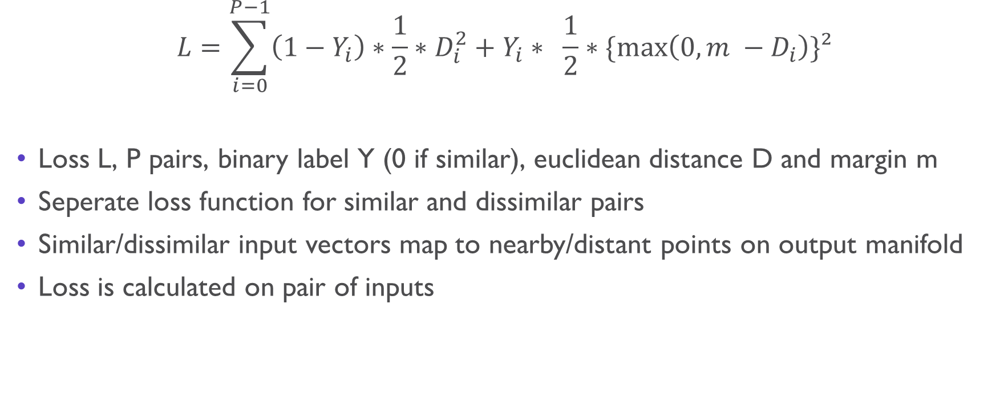 L = \sum_{i=0}^{P-1} (1 − Y_i) * \frac{1}{2} * D_i^2 + Y_i * \frac{1}{2} * {max(0, m − D_i)}^2
• Loss L, P pairs, binary label Y (0 if similar), euclidean distance D and margin m
• Seperate loss function for similar and dissimilar pairs
• Similar/dissimilar input vectors map to nearby/distant points on output manifold
• Loss is calculated on pair of inputs